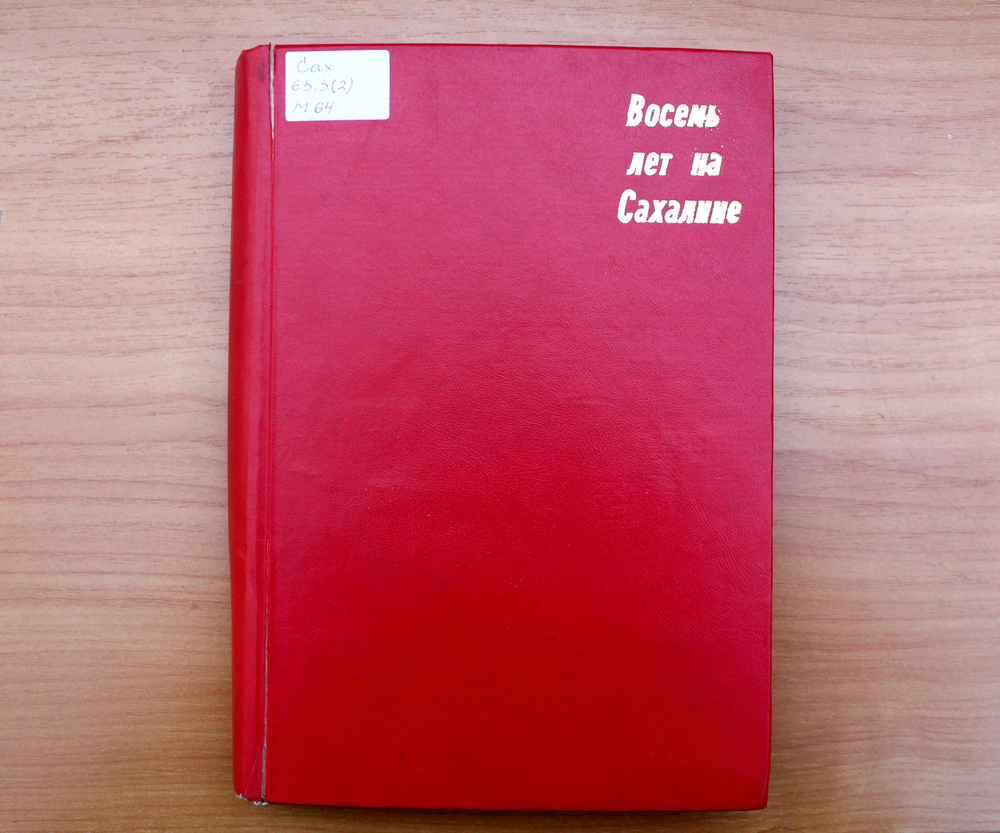 Сах
63.3(2)
М 64
Восемь
лет на
Сахалине